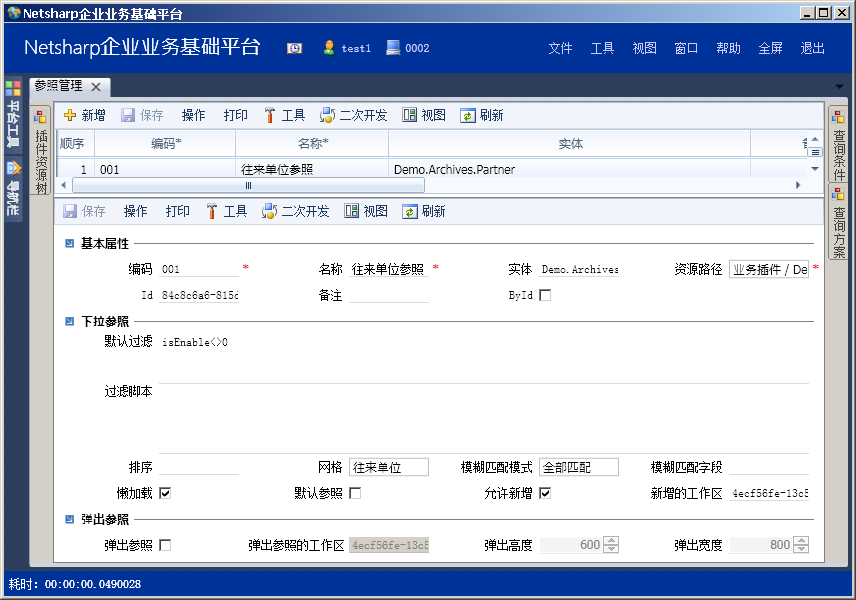 Netsharp企业业务基础平台
Netsharp企业业务基础平台 test1 0002 文件 工具 视图 窗口 帮助 全屏 退出
平台工具
导航栏
参照管理
插件资源树
新增 保存 操作 打印 工具 二次开发 视图 刷新
顺序 编码* 名称* 实体
1 001 往来单位参照 Demo.Archives.Partner
保存 操作 打印 工具 二次开发 视图 刷新
基本属性
编码 001 * 名称 往来单位参照 * 实体 Demo.Archives 资源路径 业务插件 / De *
Id 84c8c6a6-815c 备注 ById
下拉参照
默认过滤 isEnable<>0
过滤脚本
排序 网格 往来单位 模糊匹配模式 全部匹配 模糊匹配字段
懒加载 默认参照 允许新增 新增的工作区 4ecf56fe-13c5
弹出参照
弹出参照 弹出参照的工作区 4ecf56fe-13c5 弹出高度 600 弹出宽度 800
查询条件
查询方案
耗时: 00:00:00.0490028